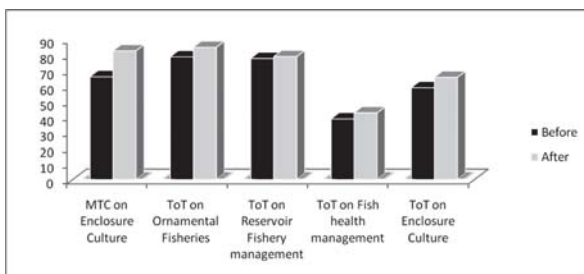 90
80
70
60
50
40
30
20
10
0
MTC on Enclosure Culture
ToT on Ornamental Fisheries
ToT on Reservoir Fishery management
ToT on Fish health management
ToT on Enclosure Culture
Before
After